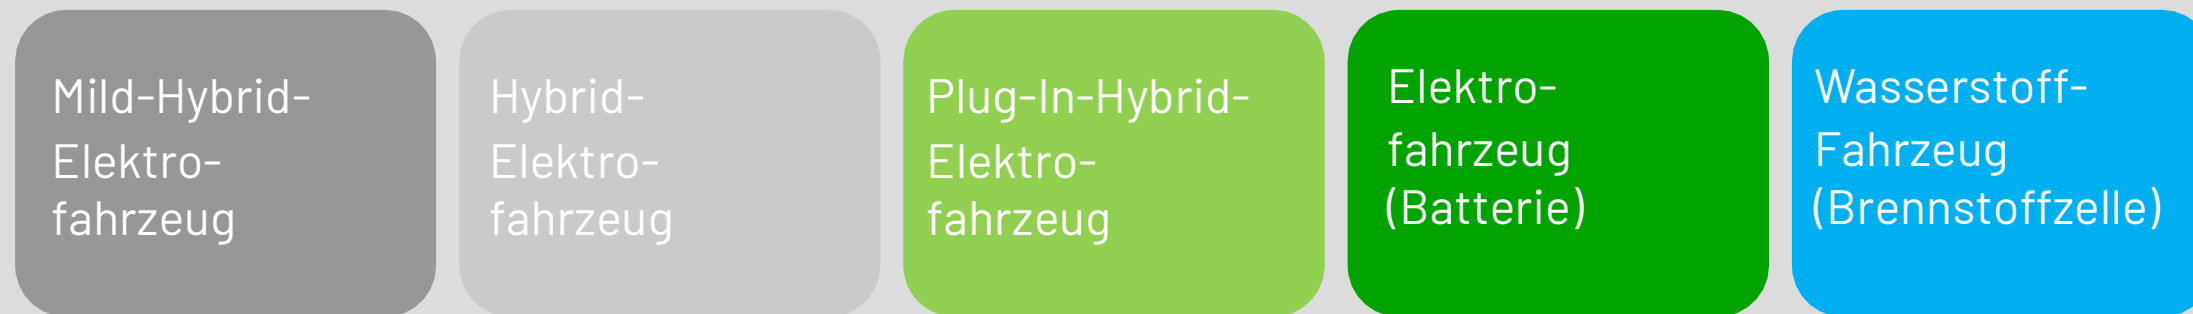 Mild-Hybrid-
Elektro-
fahrzeug
Hybrid-
Elektro-
fahrzeug
Plug-In-Hybrid-
Elektro-
fahrzeug
Elektro-
fahrzeug
(Batterie)
Wasserstoff-
Fahrzeug
(Brennstoffzelle)